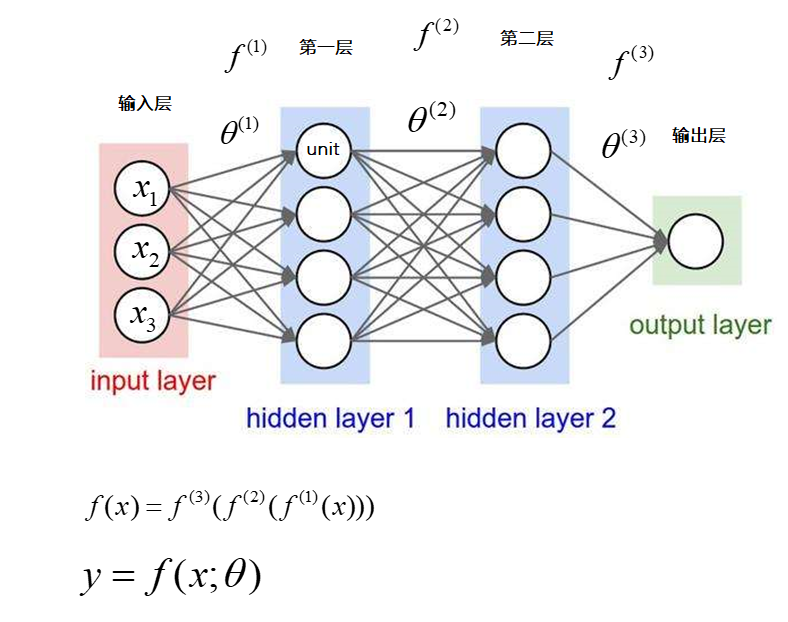 f⁽¹⁾ 第一层 f⁽²⁾ 第二层 f⁽³⁾
输入层 θ⁽¹⁾ θ⁽²⁾ θ⁽³⁾ 输出层
unit
x₁
x₂
x₃
output layer
input layer
hidden layer 1 hidden layer 2
f(x) = f⁽³⁾(f⁽²⁾(f⁽¹⁾(x)))
y = f(x;θ)